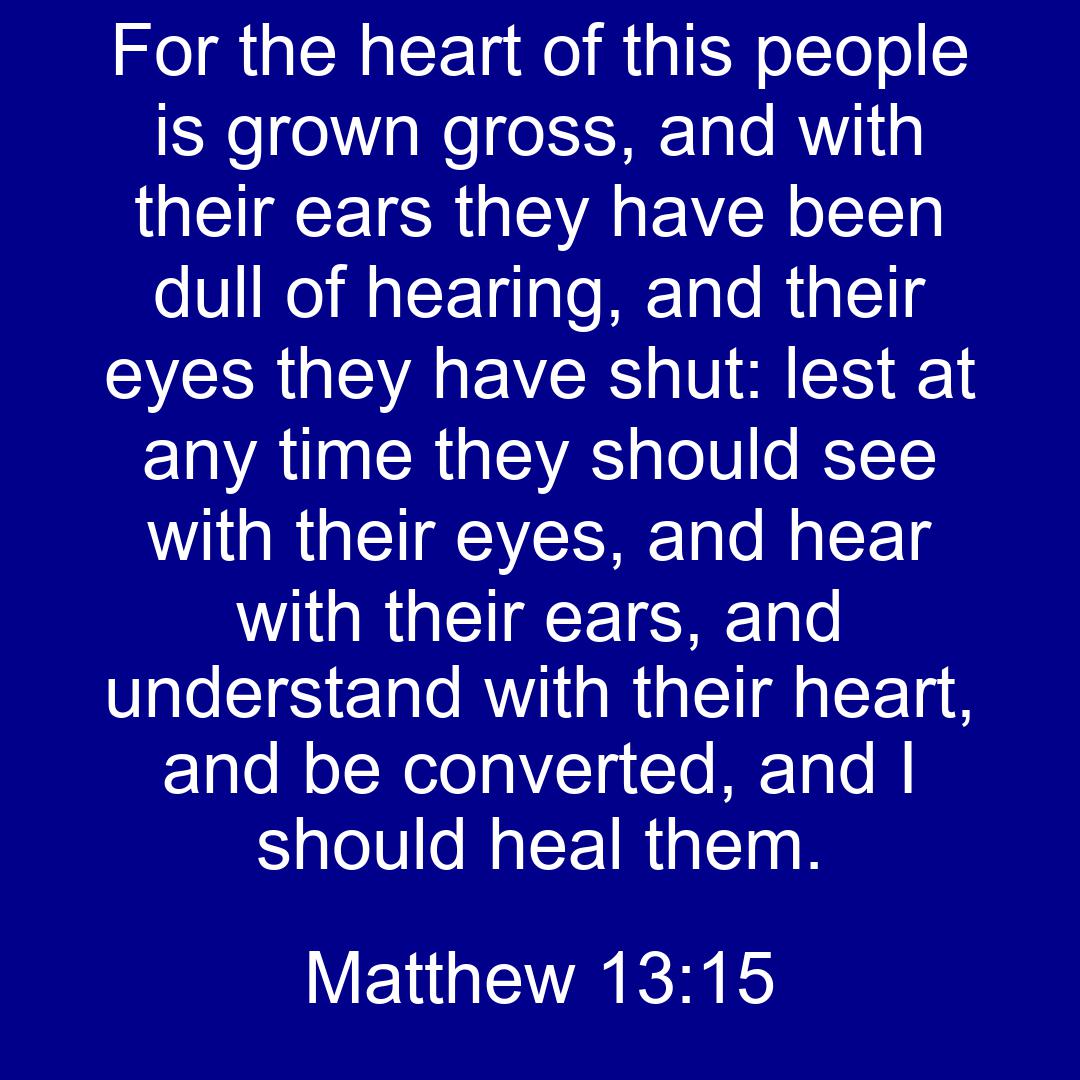 For the heart of this people
is grown gross, and with
their ears they have been
dull of hearing, and their
eyes they have shut: lest at
any time they should see
with their eyes, and hear
with their ears, and
understand with their heart,
and be converted, and I
should heal them.
Matthew 13:15